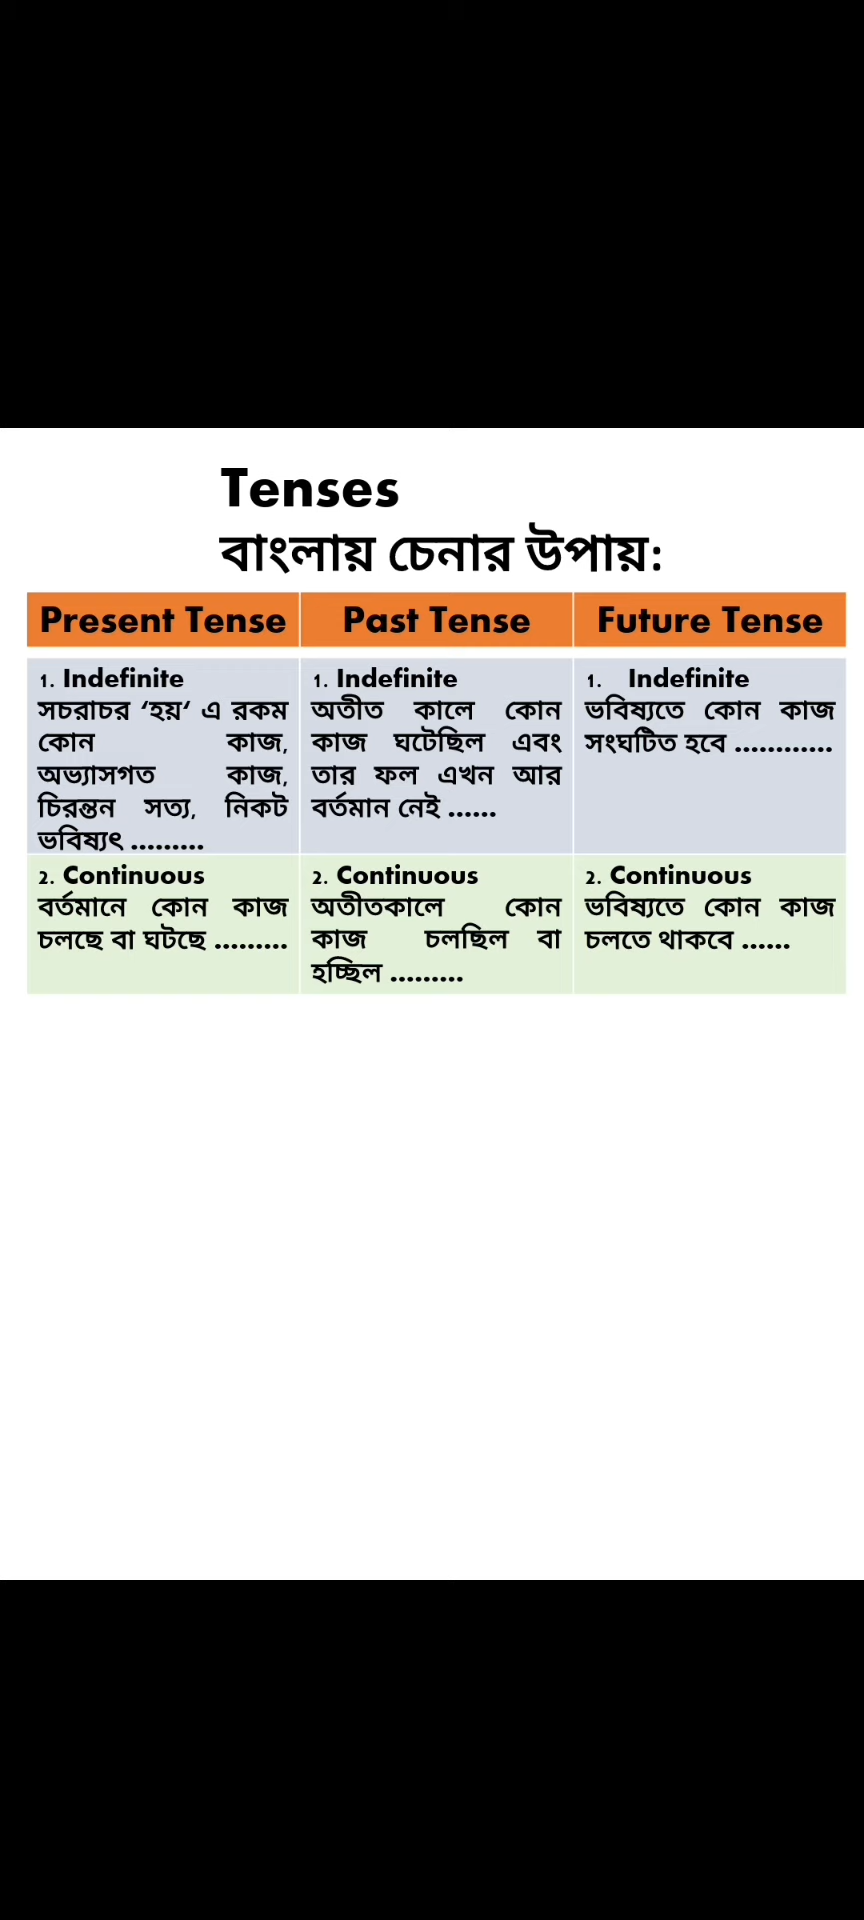 Tenses
বাংলায় চেনার উপায়:
Present Tense
Past Tense
Future Tense
1. Indefinite
সচরাচর ‘হয়‘ এ রকম
কোন কাজ,
অভ্যাসগত কাজ,
চিরন্তন সত্য, নিকট
ভবিষ্যৎ .........
1. Indefinite
অতীত কালে কোন
কাজ ঘটেছিল এবং
তার ফল এখন আর
বর্তমান নেই ......
1. Indefinite
ভবিষ্যতে কোন কাজ
সংঘটিত হবে ............
2. Continuous
বর্তমানে কোন কাজ
চলছে বা ঘটছে .........
2. Continuous
অতীতকালে কোন
কাজ চলছিল বা
হচ্ছিল .........
2. Continuous
ভবিষ্যতে কোন কাজ
চলতে থাকবে ......